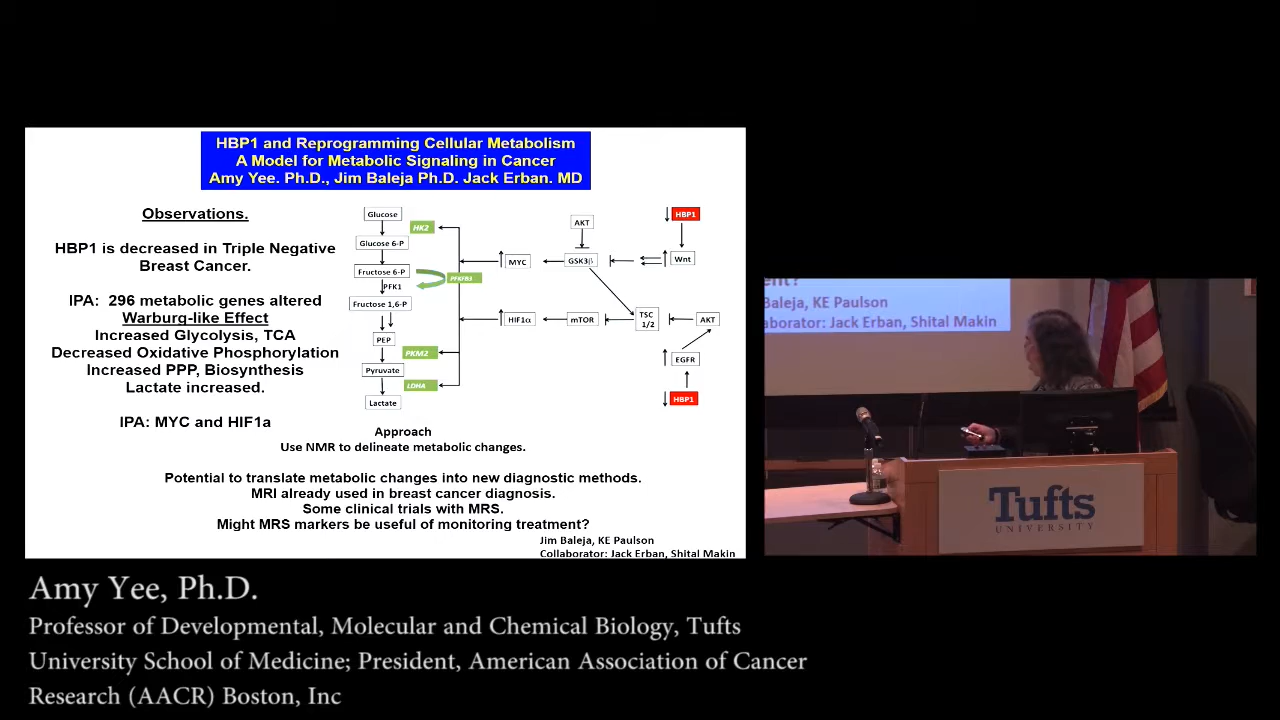 HBP1 and Reprogramming Cellular Metabolism
A Model for Metabolic Signaling in Cancer
Amy Yee. Ph.D., Jim Baleja Ph.D. Jack Erban. MD
Observations.
HBP1 is decreased in Triple Negative
Breast Cancer.
IPA: 296 metabolic genes altered
Warburg-like Effect
Increased Glycolysis, TCA
Decreased Oxidative Phosphorylation
Increased PPP, Biosynthesis
Lactate increased.
IPA: MYC and HIF1a
Glucose
HK2
Glucose 6-P
Fructose 6-P
PFKFB3
PFK1
Fructose 1,6-P
PEP
PKM2
Pyruvate
LDHA
Lactate
AKT
HBP1
MYC
GSK3β
Wnt
HIF1α
mTOR
TSC
1/2
AKT
EGFR
HBP1
Approach
Use NMR to delineate metabolic changes.
Potential to translate metabolic changes into new diagnostic methods.
MRI already used in breast cancer diagnosis.
Some clinical trials with MRS.
Might MRS markers be useful of monitoring treatment?
Jim Baleja, KE Paulson
Collaborator: Jack Erban, Shital Makin
ment?
Baleja, KE Paulson
aborator: Jack Erban, Shital Makin
Tufts
UNIVERSITY
Amy Yee, Ph.D.
Professor of Developmental, Molecular and Chemical Biology, Tufts
University School of Medicine; President, American Association of Cancer
Research (AACR) Boston, Inc